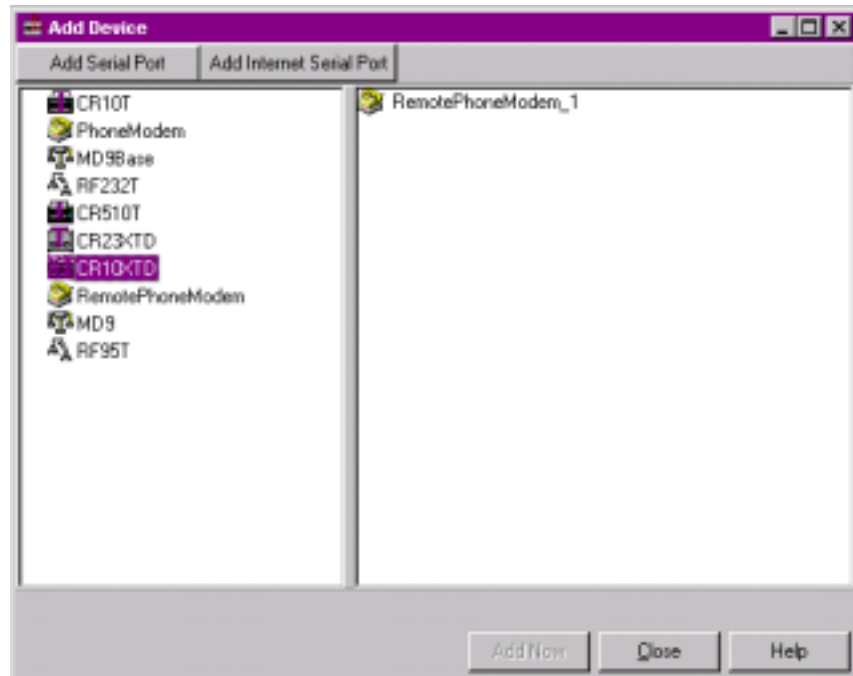 Add Device
Add Serial Port Add Internet Serial Port
CR10T
PhoneModem
MD9Base
RF232T
CR510T
CR23XTD
CR10XTD
RemotePhoneModem
MD9
RF95T
RemotePhoneModem_1
Add Now Close Help